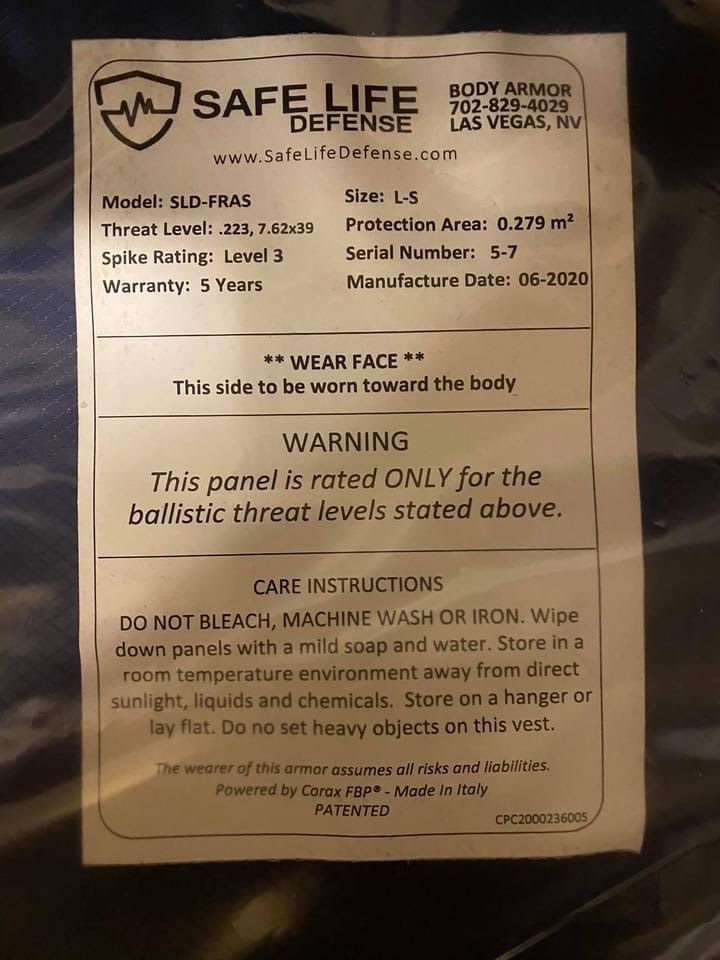 SAFE LIFE
DEFENSE
BODY ARMOR
702-829-4029
LAS VEGAS, NV
www.SafeLifeDefense.com
Model: SLD-FRAS
Size: L-S
Threat Level: .223, 7.62x39
Protection Area: 0.279 m²
Spike Rating: Level 3
Serial Number: 5-7
Warranty: 5 Years
Manufacture Date: 06-2020
** WEAR FACE **
This side to be worn toward the body
WARNING
This panel is rated ONLY for the
ballistic threat levels stated above.
CARE INSTRUCTIONS
DO NOT BLEACH, MACHINE WASH OR IRON. Wipe
down panels with a mild soap and water. Store in a
room temperature environment away from direct
sunlight, liquids and chemicals. Store on a hanger or
lay flat. Do no set heavy objects on this vest.
The wearer of this armor assumes all risks and liabilities.
Powered by Corax FBP® - Made In Italy
PATENTED
CPC2000236005